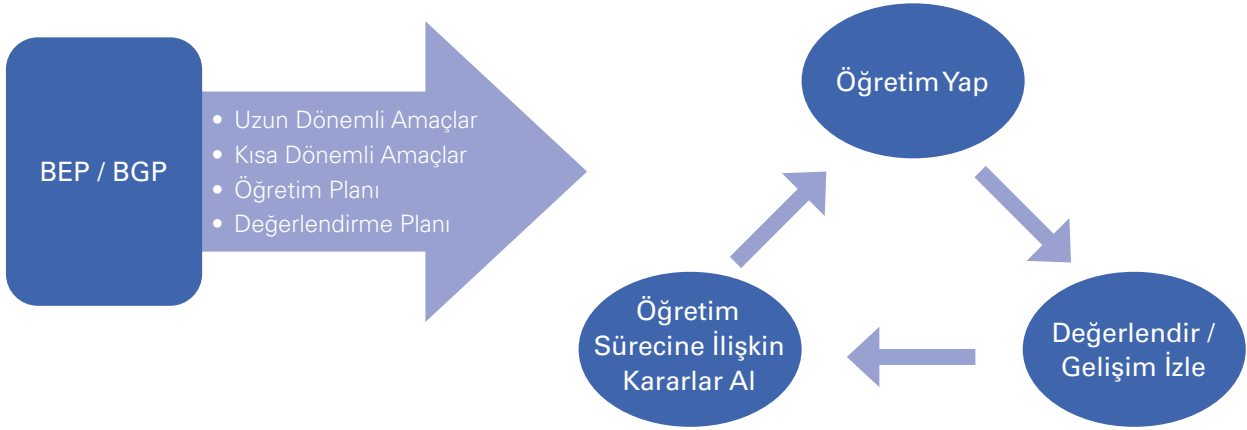 BEP / BGP
• Uzun Dönemli Amaçlar
• Kısa Dönemli Amaçlar
• Öğretim Planı
• Değerlendirme Planı
Öğretim Yap
Değerlendir /
Gelişim İzle
Öğretim
Sürecine İlişkin
Kararlar Al